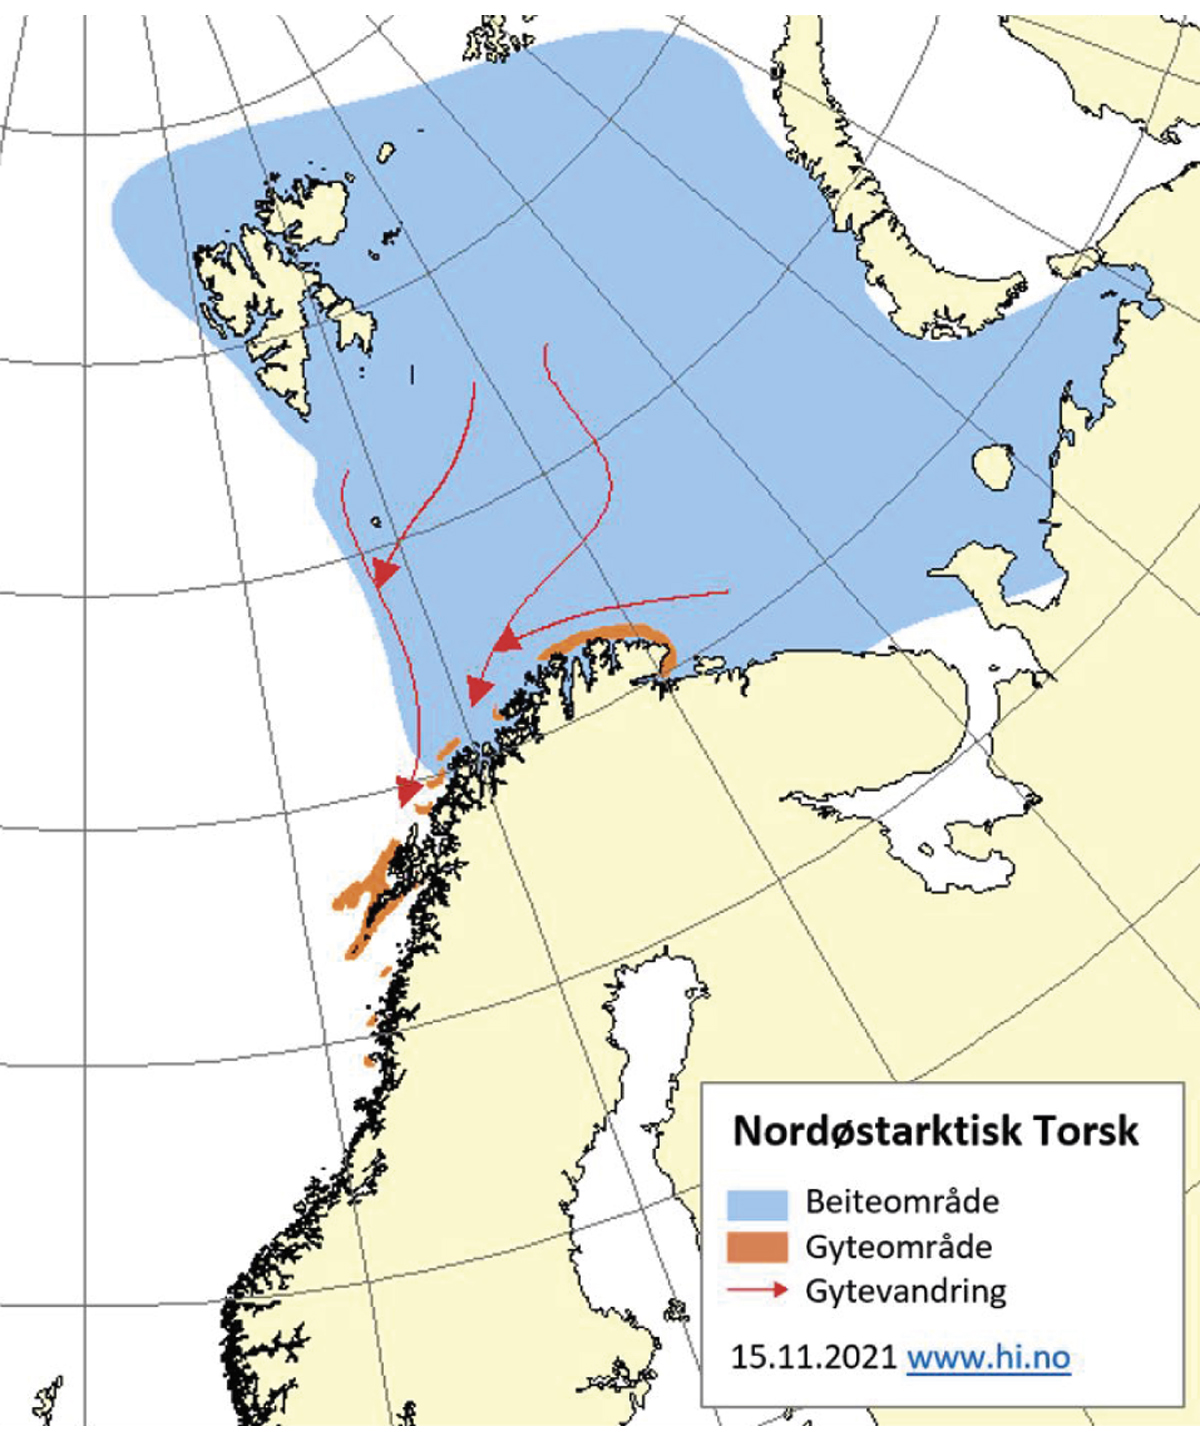 Nordøstarktisk Torsk
Beiteområde
Gyteområde
Gytevandring
15.11.2021 www.hi.no